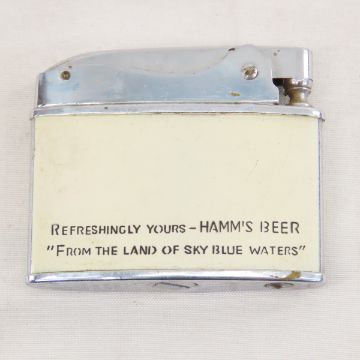 REFRESHINGLY YOURS – HAMM'S BEER
"FROM THE LAND OF SKY BLUE WATERS"